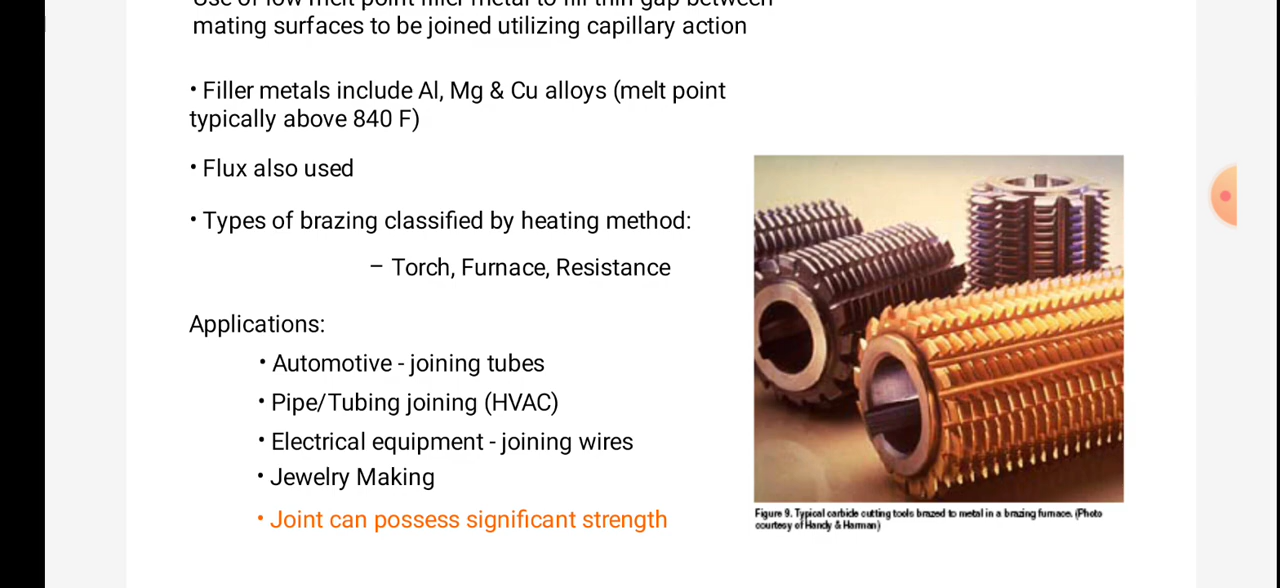 Use of low melt point filler metal to fill thin gap between
mating surfaces to be joined utilizing capillary action
• Filler metals include Al, Mg & Cu alloys (melt point
typically above 840 F)
• Flux also used
• Types of brazing classified by heating method:
– Torch, Furnace, Resistance
Applications:
• Automotive - joining tubes
• Pipe/Tubing joining (HVAC)
• Electrical equipment - joining wires
• Jewelry Making
• Joint can possess significant strength
Figure 9. Typical carbide cutting tools brazed to metal in a brazing furnace. (Photo
courtesy of Handy & Harman)